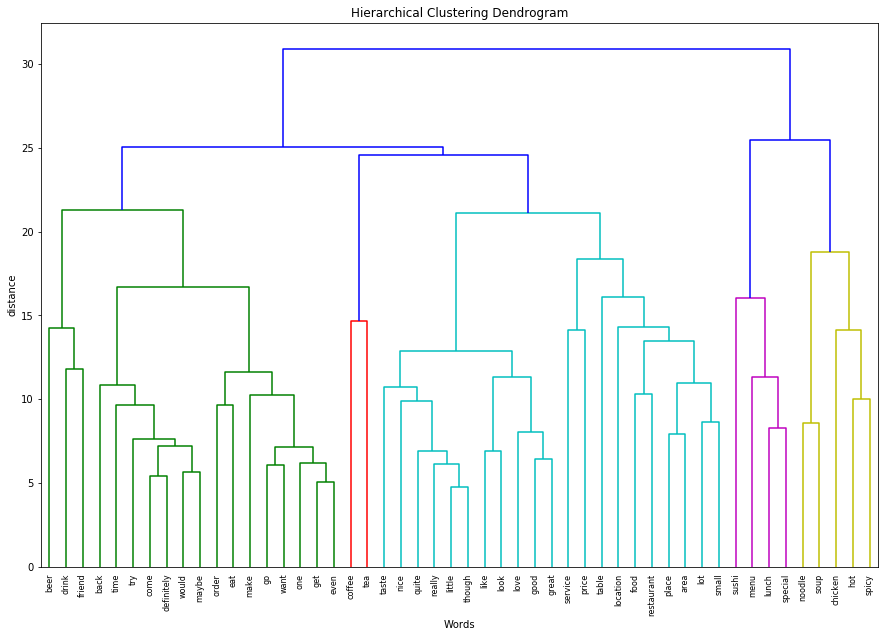 Hierarchical Clustering Dendrogram
30
25
20
15
10
5
0
distance
beer drink friend back time try come definitely would maybe order eat make go want one get even coffee tea taste nice quite really little though like look love good great service price table location food restaurant place area lot small sushi menu lunch special noodle soup chicken hot spicy
Words